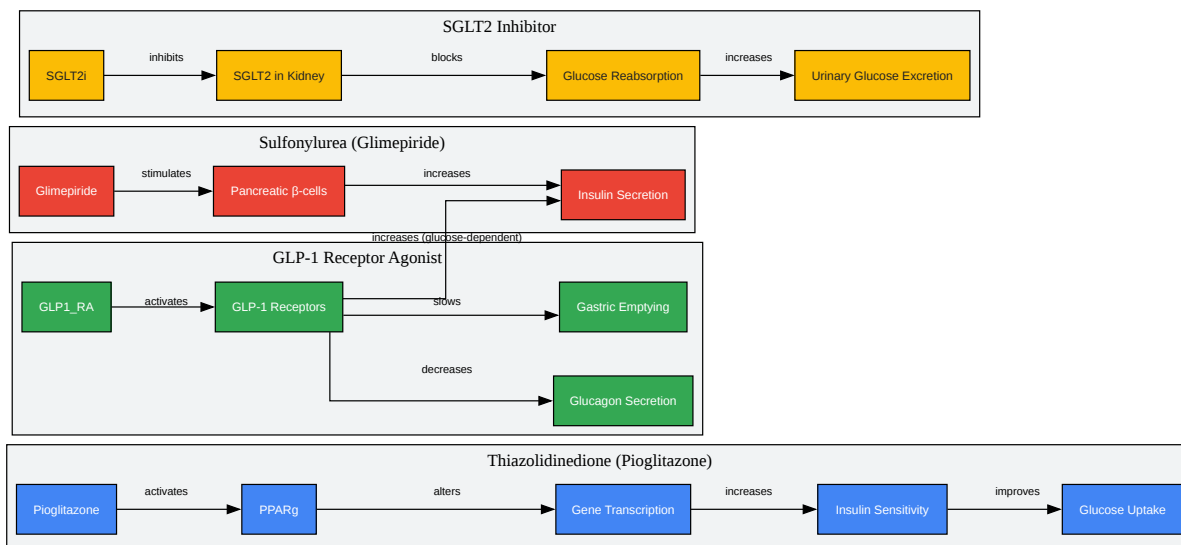 SGLT2 Inhibitor
SGLT2i
inhibits
SGLT2 in Kidney
blocks
Glucose Reabsorption
increases
Urinary Glucose Excretion
Sulfonylurea (Glimepiride)
Glimepiride
stimulates
Pancreatic β-cells
increases
Insulin Secretion
increases (glucose-dependent)
GLP-1 Receptor Agonist
GLP1_RA
activates
GLP-1 Receptors
slows
Gastric Emptying
decreases
Glucagon Secretion
Thiazolidinedione (Pioglitazone)
Pioglitazone
activates
PPARg
alters
Gene Transcription
increases
Insulin Sensitivity
improves
Glucose Uptake